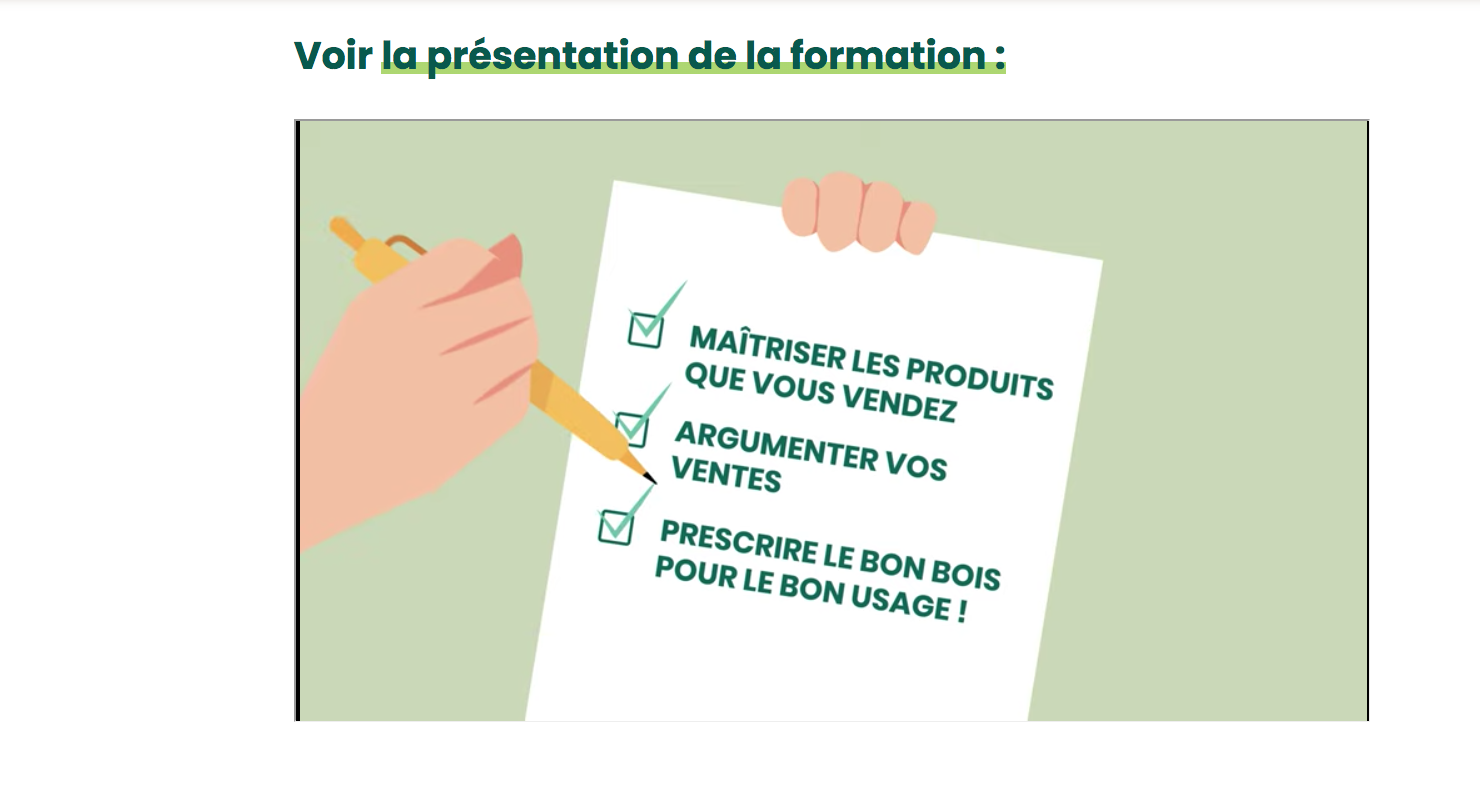 Voir la présentation de la formation :
MAÎTRISER LES PRODUITS
QUE VOUS VENDEZ
ARGUMENTER VOS
VENTES
PRESCRIRE LE BON BOIS
POUR LE BON USAGE !